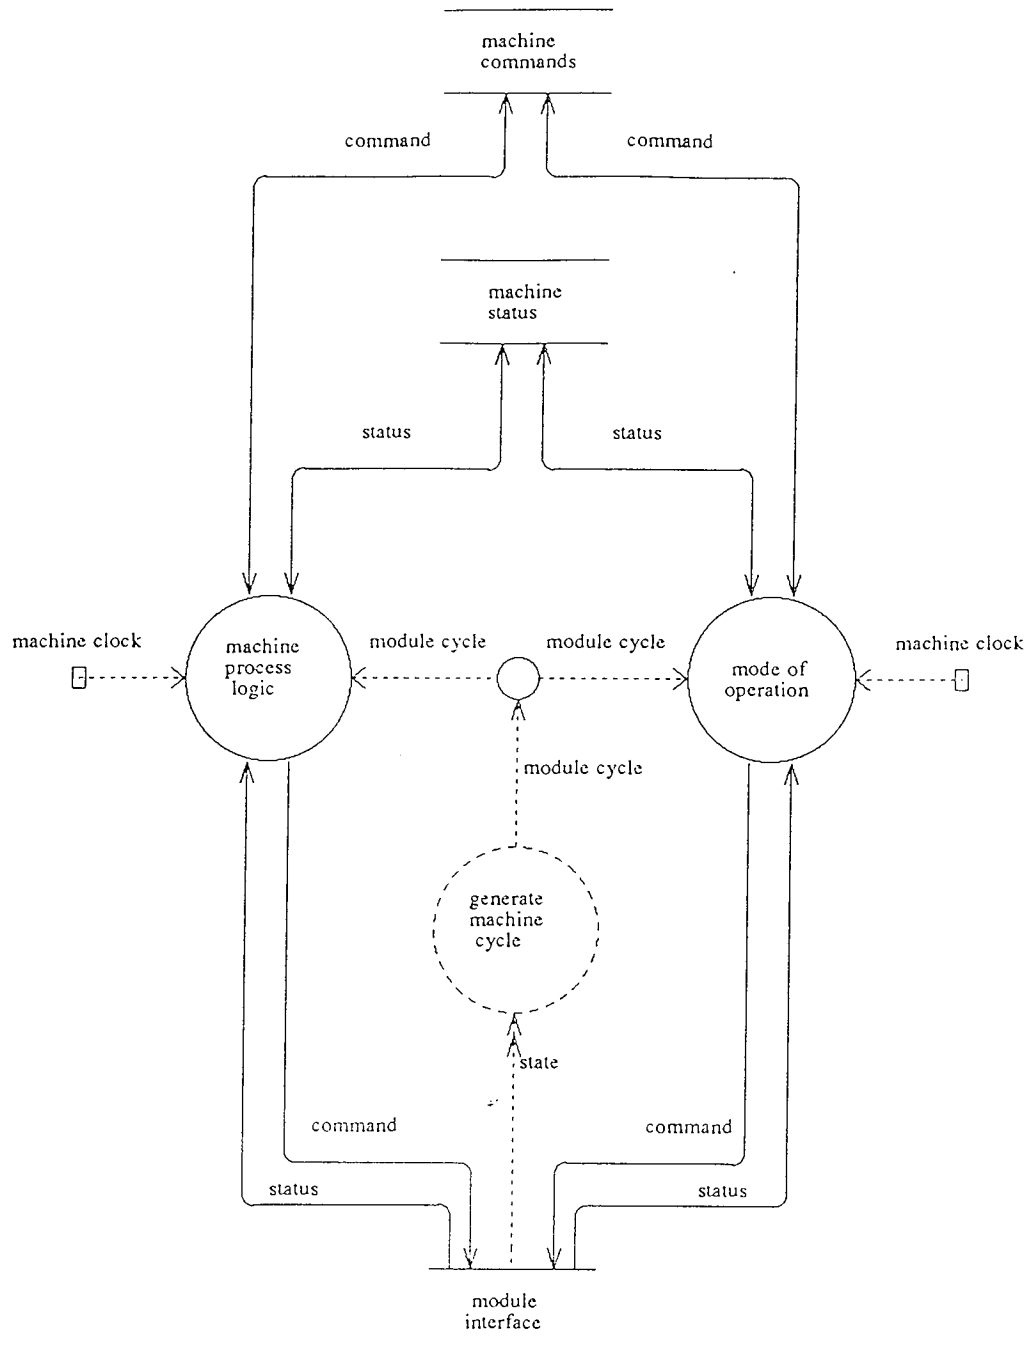 machine
commands
command
command
machine
status
status
status
machine clock
machine
process
logic
module cycle
module cycle
mode of
operation
machine clock
module cycle
generate
machine
cycle
state
command
command
status
status
module
interface